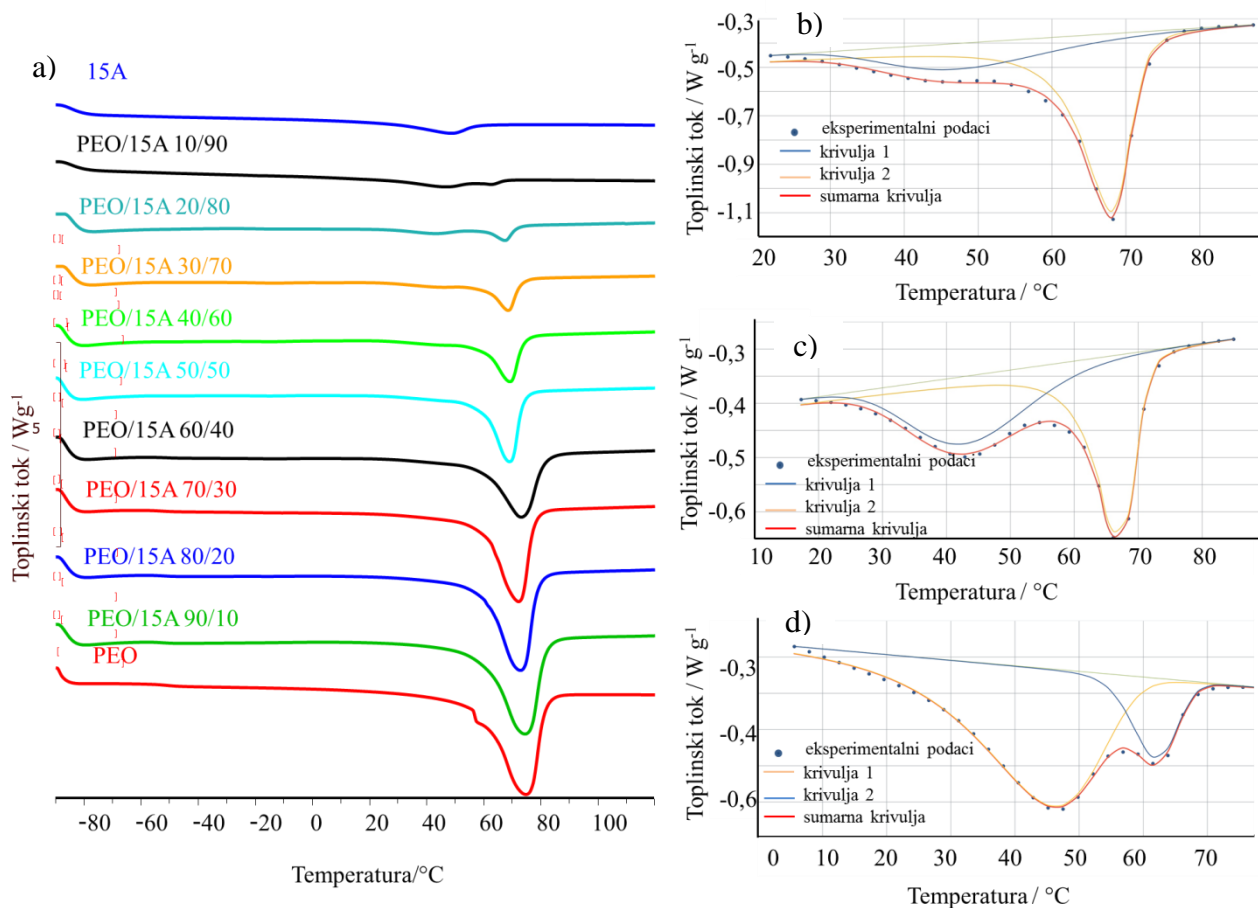 a)
15A
PEO/15A 10/90
PEO/15A 20/80
PEO/15A 30/70
PEO/15A 40/60
PEO/15A 50/50
PEO/15A 60/40
PEO/15A 70/30
PEO/15A 80/20
PEO/15A 90/10
PEO
Toplinski tok / Wg⁻¹
5
-80 -60 -40 -20 0 20 40 60 80 100
Temperatura/°C
b)
Toplinski tok / W g⁻¹
-0,3
-0,5
-0,7
-0,9
-1,1
eksperimentalni podaci
krivulja 1
krivulja 2
sumarna krivulja
22 30 40 50 60 70 80
Temperatura / °C
c)
Toplinski tok / W g⁻¹
-0,3
-0,4
-0,5
-0,6
eksperimentalni podaci
krivulja 1
krivulja 2
sumarna krivulja
10 20 30 40 50 60 70 80
Temperatura / °C
d)
Toplinski tok / W g⁻¹
-0,3
-0,4
-0,6
eksperimentalni podaci
krivulja 1
krivulja 2
sumarna krivulja
0 10 20 30 40 50 60 70
Temperatura / °C